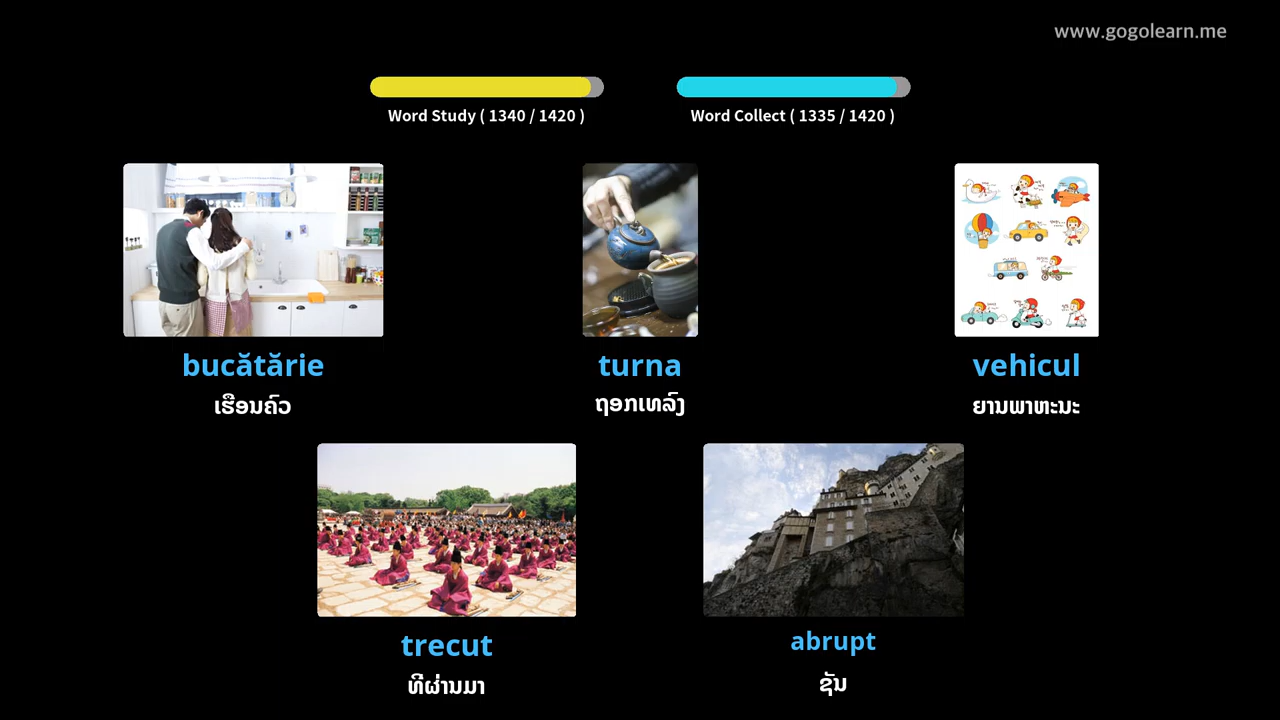 www.gogolearn.me
Word Study ( 1340 / 1420 )
Word Collect ( 1335 / 1420 )
bucătărie
ເຮືອນຄົວ
turna
ຖອກເທລົງ
vehicul
ຍານພາຫະນະ
trecut
ທີຜ່ານມາ
abrupt
ຊັນ